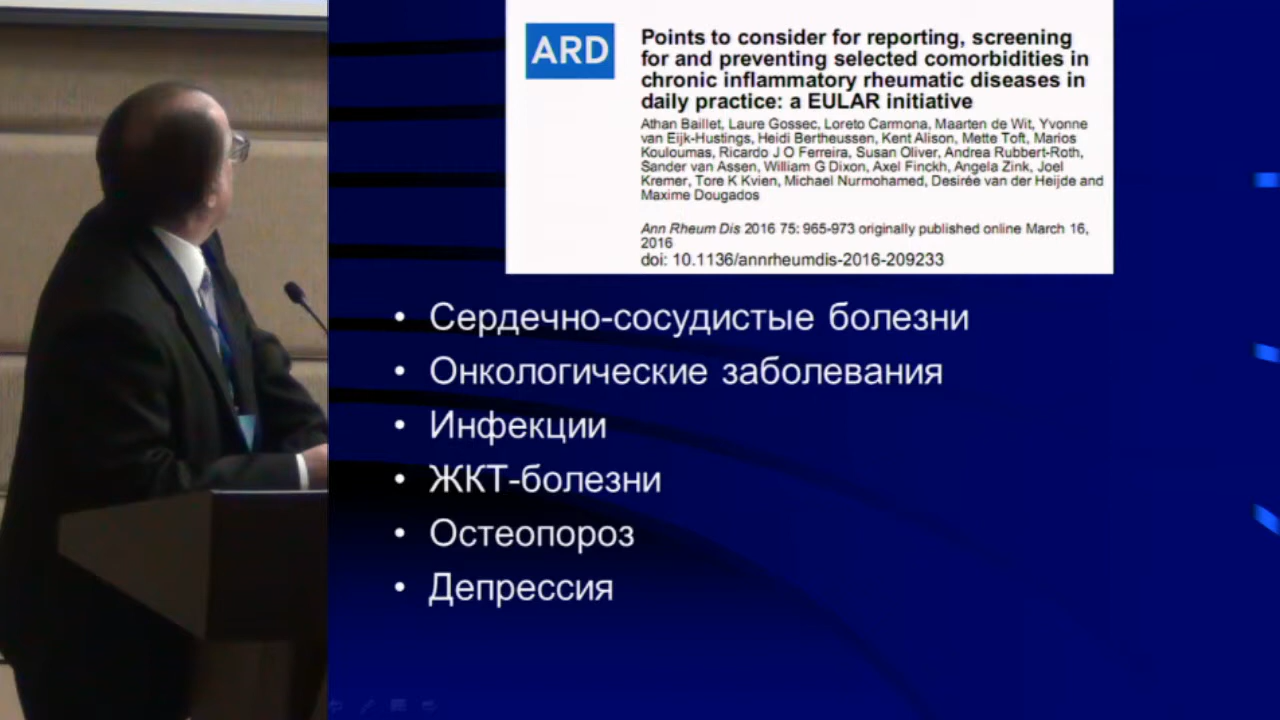 ARD
Points to consider for reporting, screening
for and preventing selected comorbidities in
chronic inflammatory rheumatic diseases in
daily practice: a EULAR initiative
Athan Baillet, Laure Gossec, Loreto Carmona, Maarten de Wit, Yvonne
van Eijk-Hustings, Heidi Bertheussen, Kent Alison, Mette Toft, Marios
Kouloumas, Ricardo J O Ferreira, Susan Oliver, Andrea Rubbert-Roth,
Sander van Assen, William G Dixon, Axel Finckh, Angela Zink, Joel
Kremer, Tore K Kvien, Michael Nurmohamed, Desirée van der Heijde and
Maxime Dougados
Ann Rheum Dis 2016 75: 965-973 originally published online March 16,
2016
doi: 10.1136/annrheumdis-2016-209233
• Сердечно-сосудистые болезни
• Онкологические заболевания
• Инфекции
• ЖКТ-болезни
• Остеопороз
• Депрессия